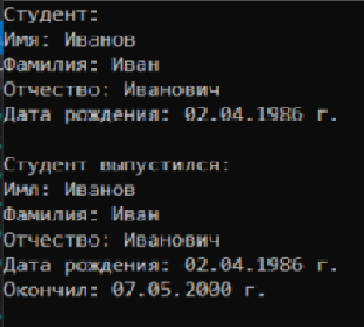 Студент:
Имя: Иванов
Фамилия: Иван
Отчество: Иванович
Дата рождения: 02.04.1986 г.
Студент выпустился:
Имя: Иванов
Фамилия: Иван
Отчество: Иванович
Дата рождения: 02.04.1986 г.
Окончил: 07.05.2000 г.